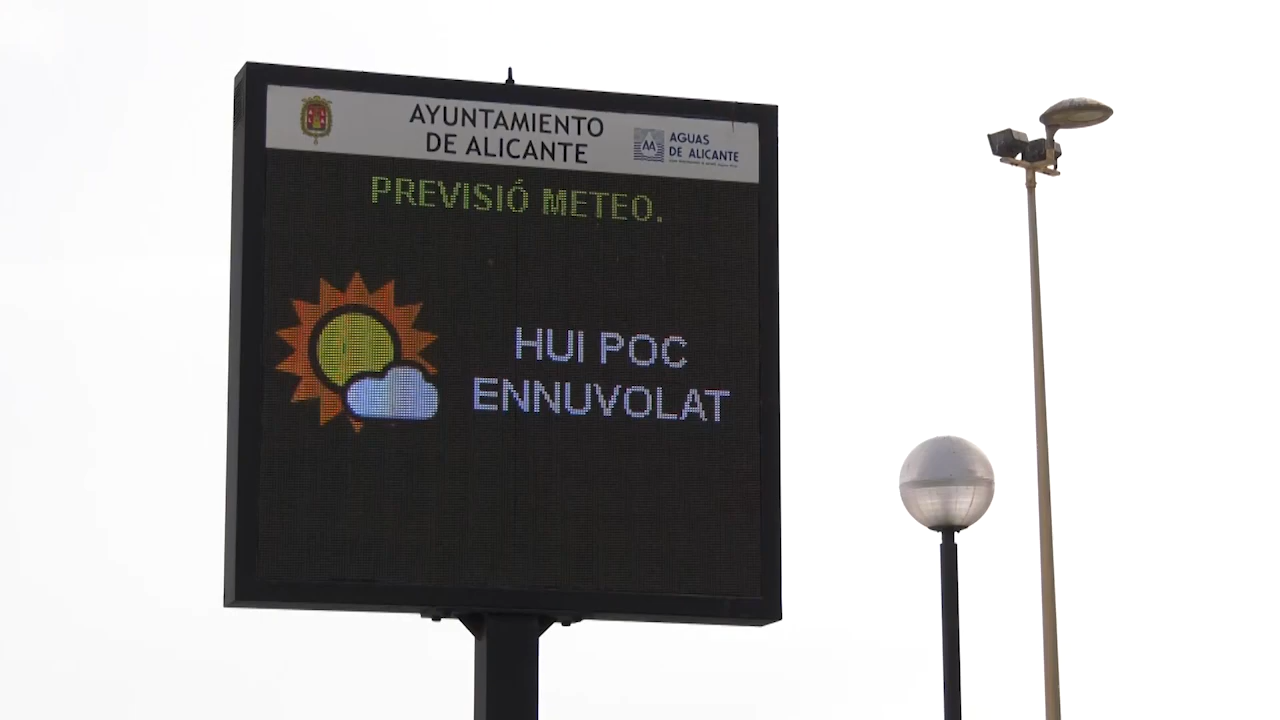 AYUNTAMIENTO
DE ALICANTE
AGUAS
DE ALICANTE
PREVISIÓ METEO.
HUI POC
ENNUVOLAT